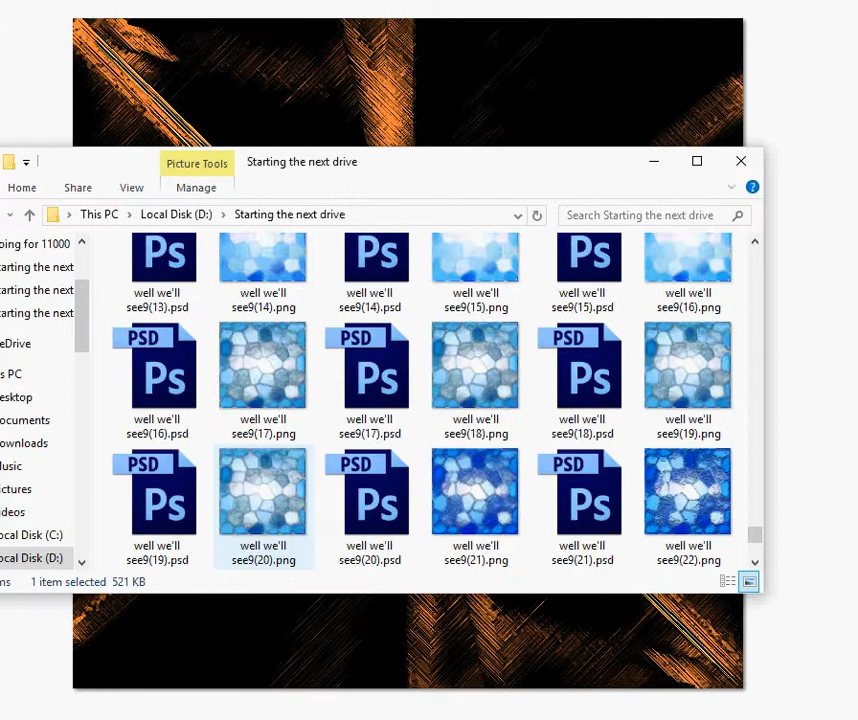 Picture Tools
Starting the next drive
Home
Share
View
Manage
This PC
Local Disk (D:)
Starting the next drive
Search Starting the next drive
oing for 11000
tarting the next
tarting the next
tarting the next
eDrive
s PC
esktop
ocuments
ownloads
usic
ictures
ideos
ocal Disk (C:)
ocal Disk (D:)
Ps
Ps
Ps
well we'll
see9(13).psd
well we'll
see9(14).png
well we'll
see9(14).psd
well we'll
see9(15).png
well we'll
see9(15).psd
well we'll
see9(16).png
PSD
Ps
PSD
Ps
PSD
Ps
well we'll
see9(16).psd
well we'll
see9(17).png
well we'll
see9(17).psd
well we'll
see9(18).png
well we'll
see9(18).psd
well we'll
see9(19).png
PSD
Ps
PSD
Ps
PSD
Ps
well we'll
see9(19).psd
well we'll
see9(20).png
well we'll
see9(20).psd
well we'll
see9(21).png
well we'll
see9(21).psd
well we'll
see9(22).png
ms
1 item selected 521 KB